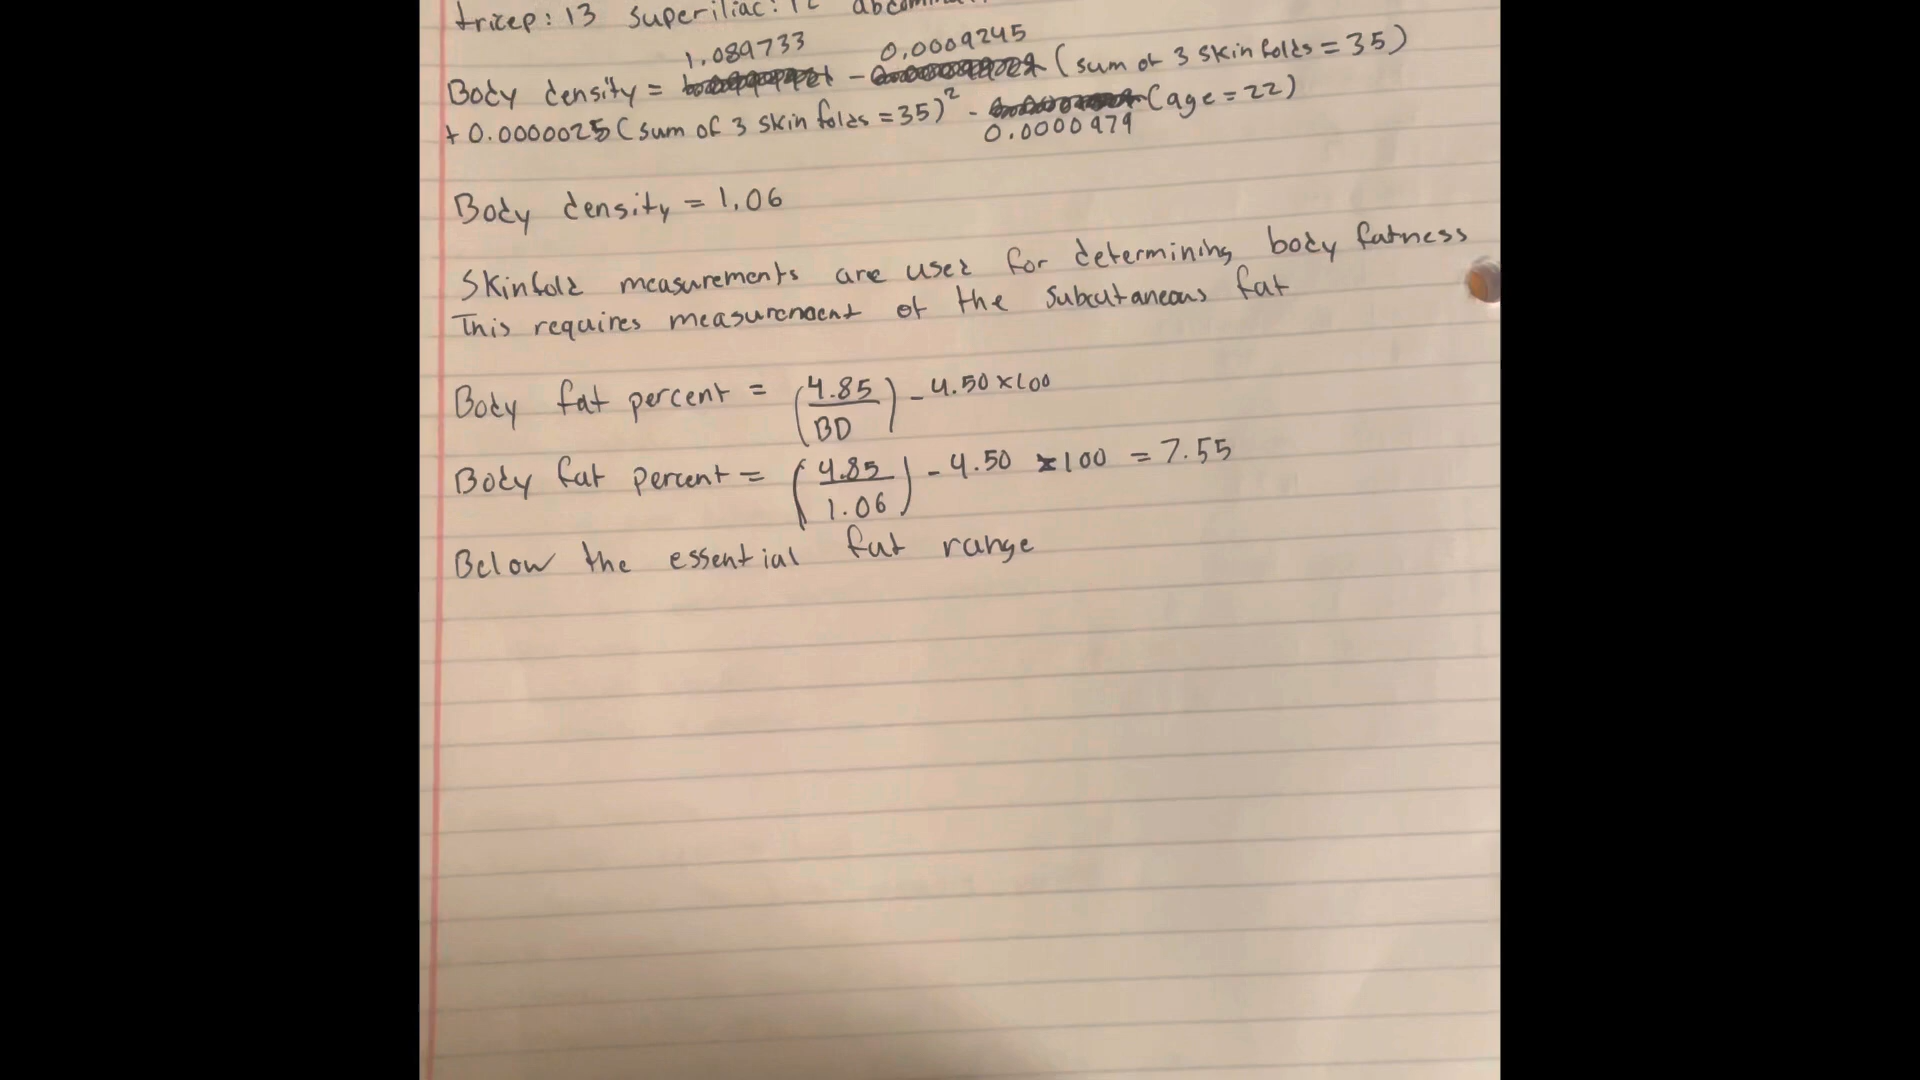 tricep: 13 superiliac: 12
1.089733 0.0009245
Body density = - (sum of 3 skin folds = 35)
+ 0.0000025 (sum of 3 skin folds = 35)² - (age = 22)
0.0000979
Body density = 1.06
Skinfold measurements are used for determining body fatness
This requires measurement of the subcutaneous fat
Body fat percent = (4.85/BD) - 4.50 x 100
Body fat percent = (4.85/1.06) - 4.50 x 100 = 7.55
Below the essential fat range